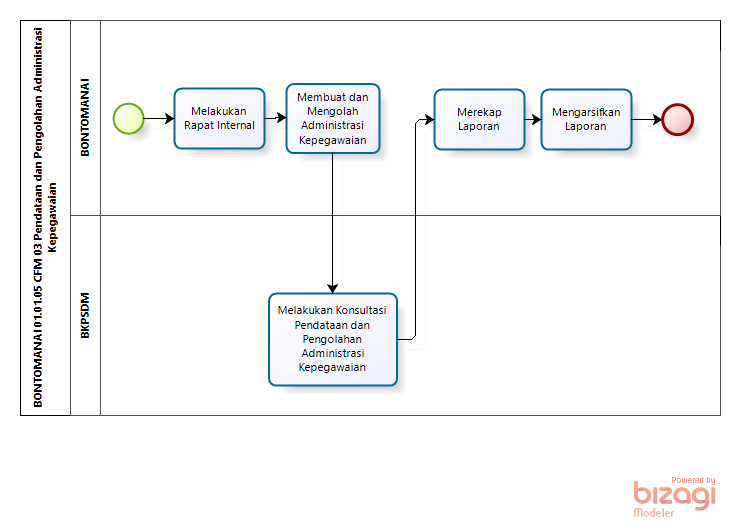 BONTOMANAI 01.01.05 CFM 03 Pendataan dan Pengolahan Administrasi
Kepegawaian
BONTOMANAI
Melakukan
Rapat Internal
Membuat dan
Mengolah
Administrasi
Kepegawaian
Merekap
Laporan
Mengarsifkan
Laporan
BKPSDM
Melakukan Konsultasi
Pendataan dan
Pengolahan
Administrasi
Kepegawaian
Powered by
bizagi
Modeler